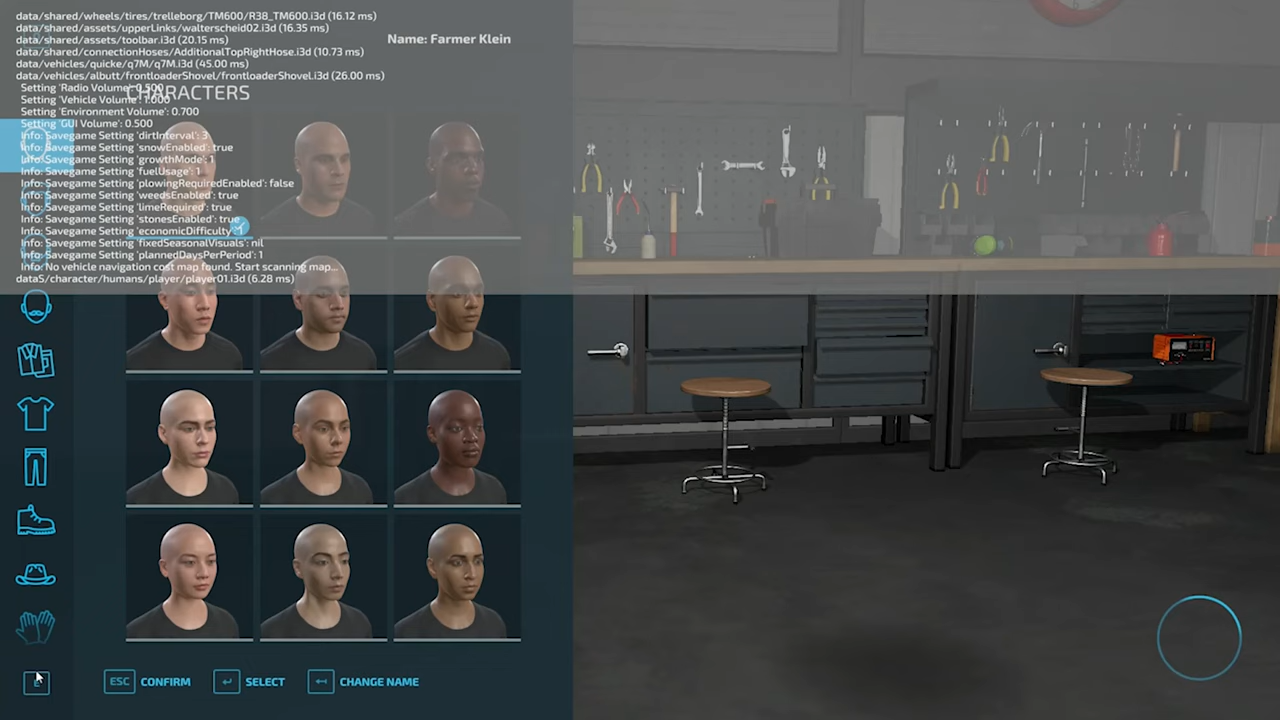 data/shared/wheels/tires/trelleborg/TM600/R38_TM600.i3d (16.12 ms)
data/shared/assets/upperLinks/walterscheid02.i3d (16.35 ms)
data/shared/assets/toolbar.i3d (20.15 ms)
Name: Farmer Klein
data/shared/connectionHoses/AdditionalTopRightHose.i3d (10.73 ms)
data/vehicles/quicke/q7M/q7M.i3d (45.00 ms)
data/vehicles/albutt/frontloaderShovel/frontloaderShovel.i3d (26.00 ms)
Setting 'Radio Volume': 0.500
CHARACTERS
Setting 'Vehicle Volume': 1.000
Setting 'Environment Volume': 0.700
Setting 'GUI Volume': 0.500
Info: Savegame Setting 'dirtInterval': 3
Info: Savegame Setting 'snowEnabled': true
Info: Savegame Setting 'growthMode': 1
Info: Savegame Setting 'fuelUsage': 1
Info: Savegame Setting 'plowingRequiredEnabled': false
Info: Savegame Setting 'weedsEnabled': true
Info: Savegame Setting 'limeRequired': true
Info: Savegame Setting 'stonesEnabled': true
Info: Savegame Setting 'economicDifficulty': 1
Info: Savegame Setting 'fixedSeasonalVisuals': nil
Info: Savegame Setting 'plannedDaysPerPeriod': 1
Info: No vehicle navigation cost map found. Start scanning map...
dataS/character/humans/player/player01.i3d (6.28 ms)
ESC CONFIRM SELECT CHANGE NAME